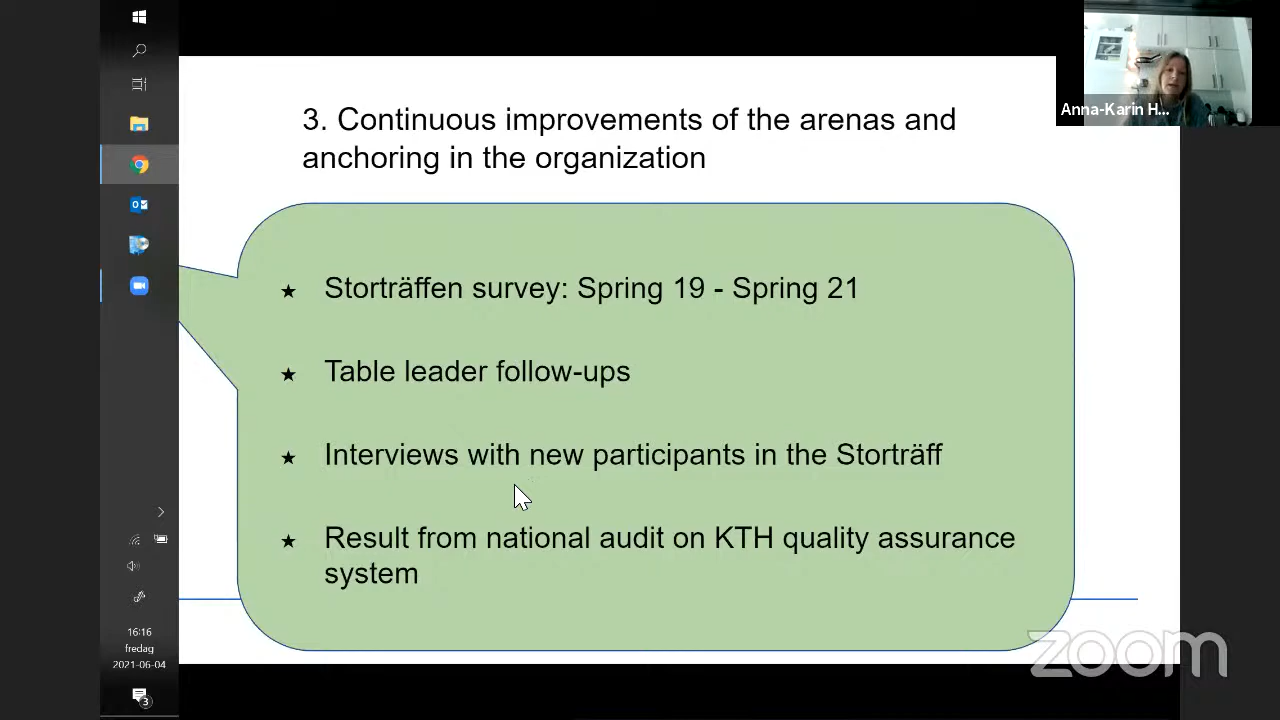 Anna-Karin H...
3. Continuous improvements of the arenas and
anchoring in the organization
★ Storträffen survey: Spring 19 - Spring 21
★ Table leader follow-ups
★ Interviews with new participants in the Storträff
★ Result from national audit on KTH quality assurance
system
16:16
fredag
2021-06-04
3
zoom